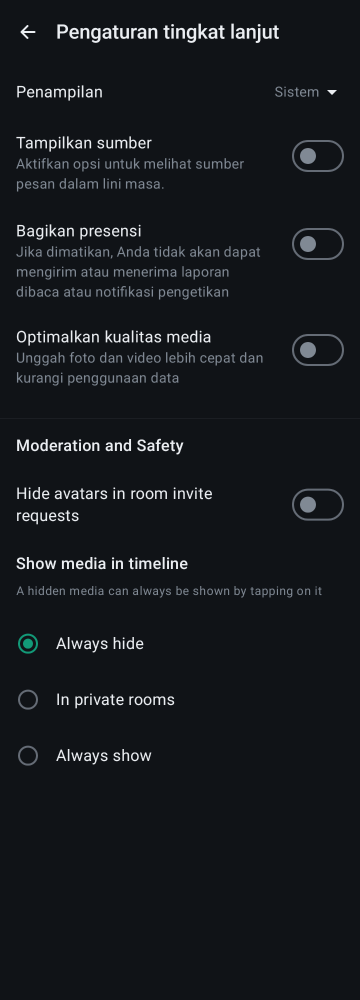 Pengaturan tingkat lanjut
Penampilan
Sistem
Tampilkan sumber
Aktifkan opsi untuk melihat sumber
pesan dalam lini masa.
Bagikan presensi
Jika dimatikan, Anda tidak akan dapat
mengirim atau menerima laporan
dibaca atau notifikasi pengetikan
Optimalkan kualitas media
Unggah foto dan video lebih cepat dan
kurangi penggunaan data
Moderation and Safety
Hide avatars in room invite
requests
Show media in timeline
A hidden media can always be shown by tapping on it
Always hide
In private rooms
Always show